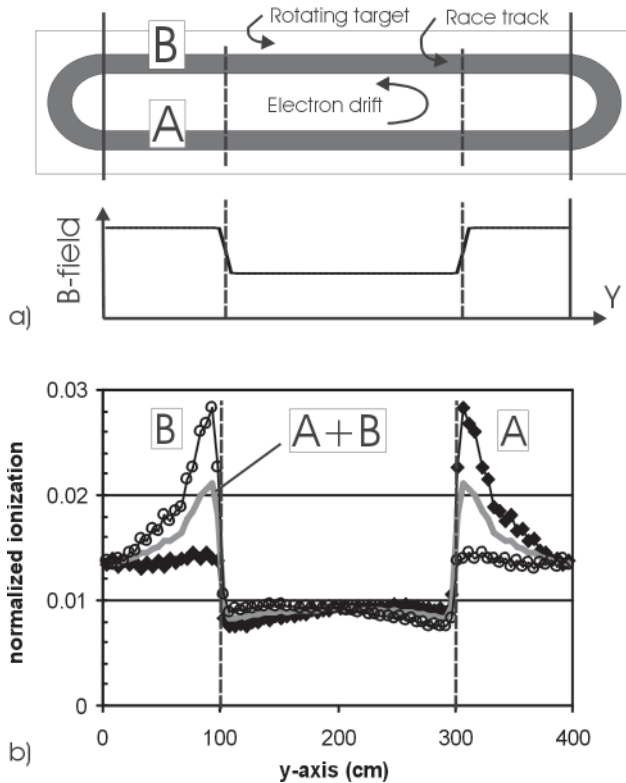 a)
Rotating target
Race track
B
Electron drift
A
B-field
Y
b)
normalized ionization
0.03
0.02
0.01
0
B
A+B
A
0
100
200
300
400
y-axis (cm)